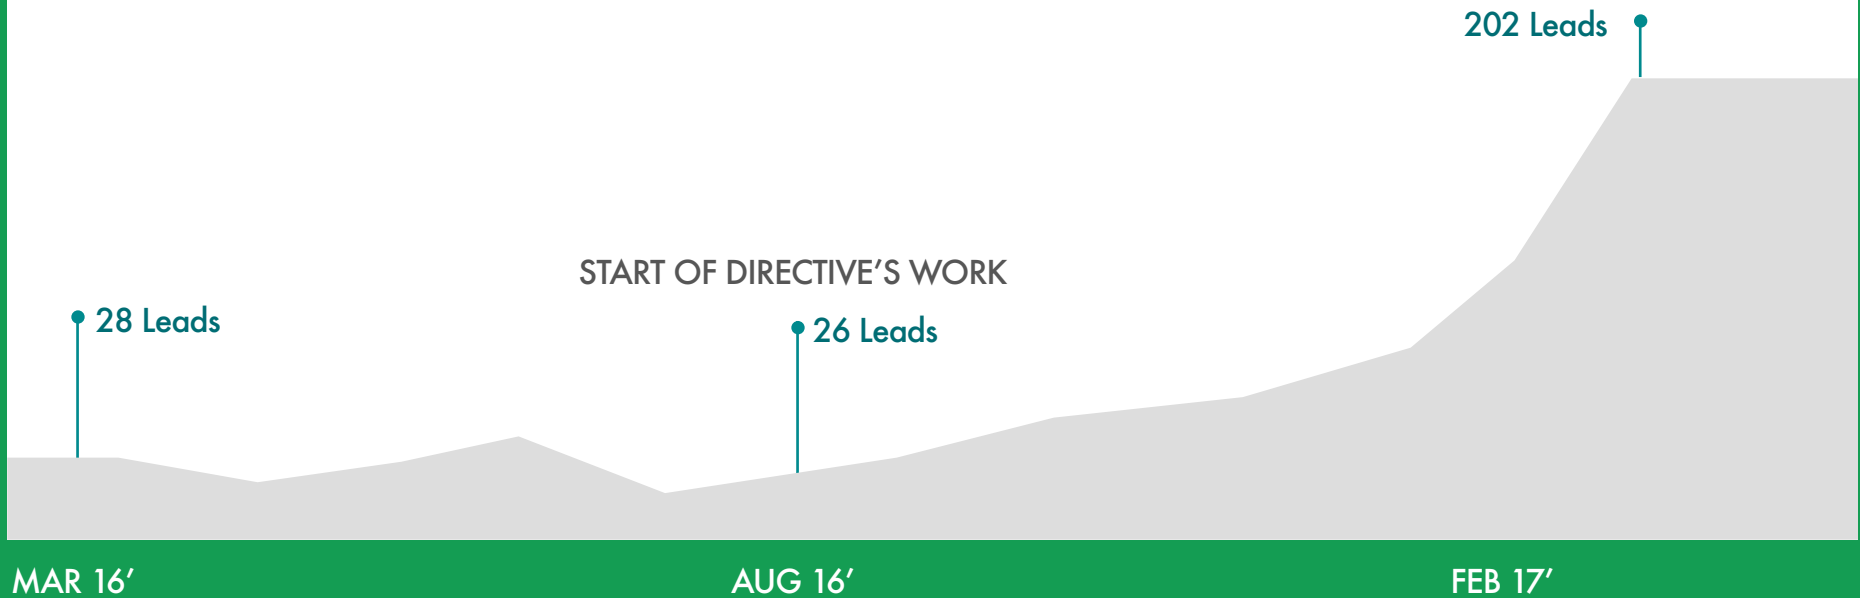 202 Leads
START OF DIRECTIVE’S WORK
28 Leads
26 Leads
MAR 16’
AUG 16’
FEB 17’